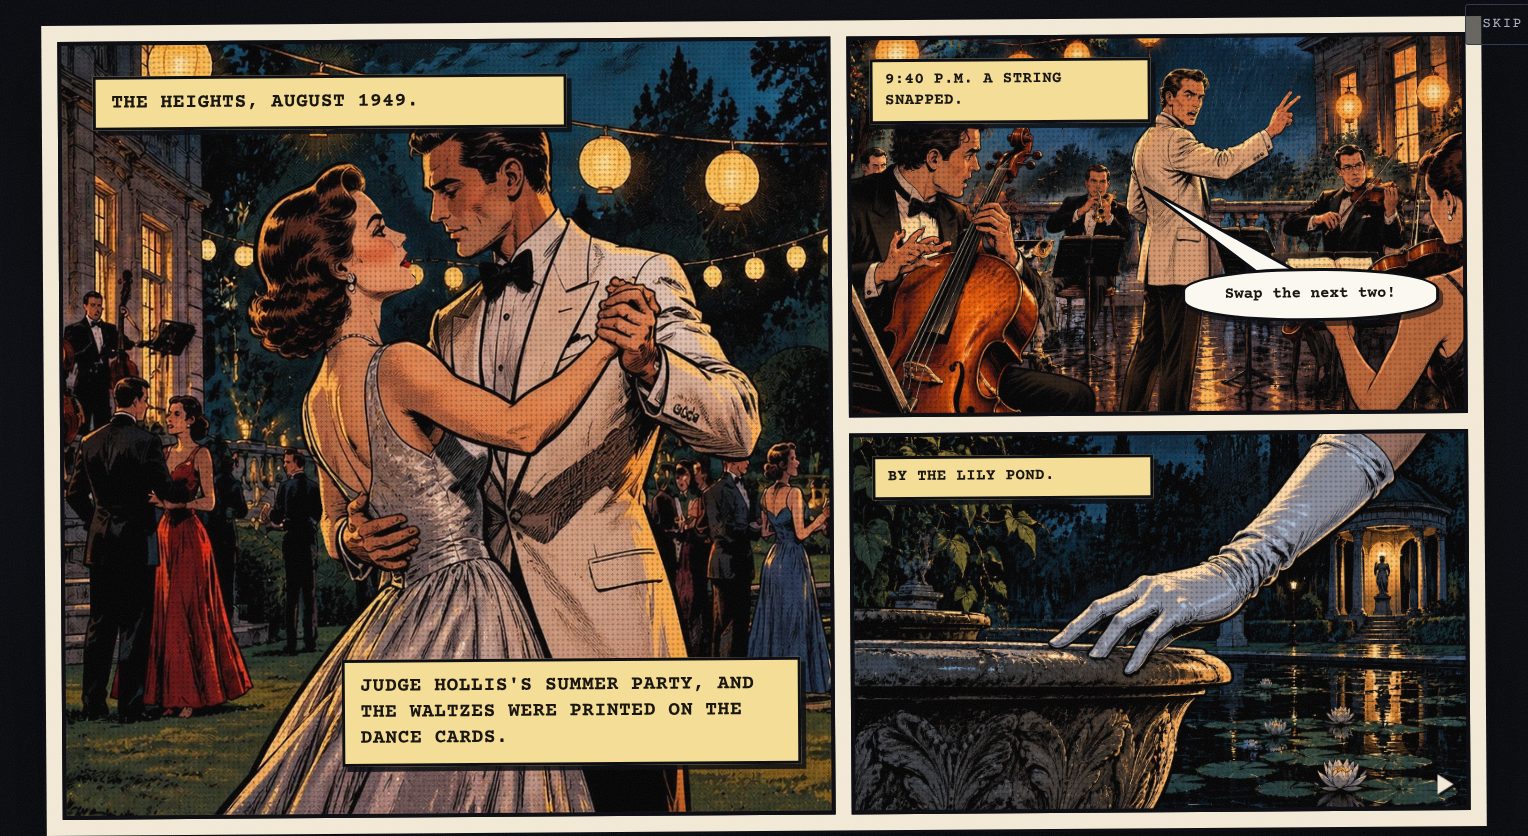 SKIP
THE HEIGHTS, AUGUST 1949.
JUDGE HOLLIS'S SUMMER PARTY, AND
THE WALTZES WERE PRINTED ON THE
DANCE CARDS.
9:40 P.M. A STRING
SNAPPED.
Swap the next two!
BY THE LILY POND.